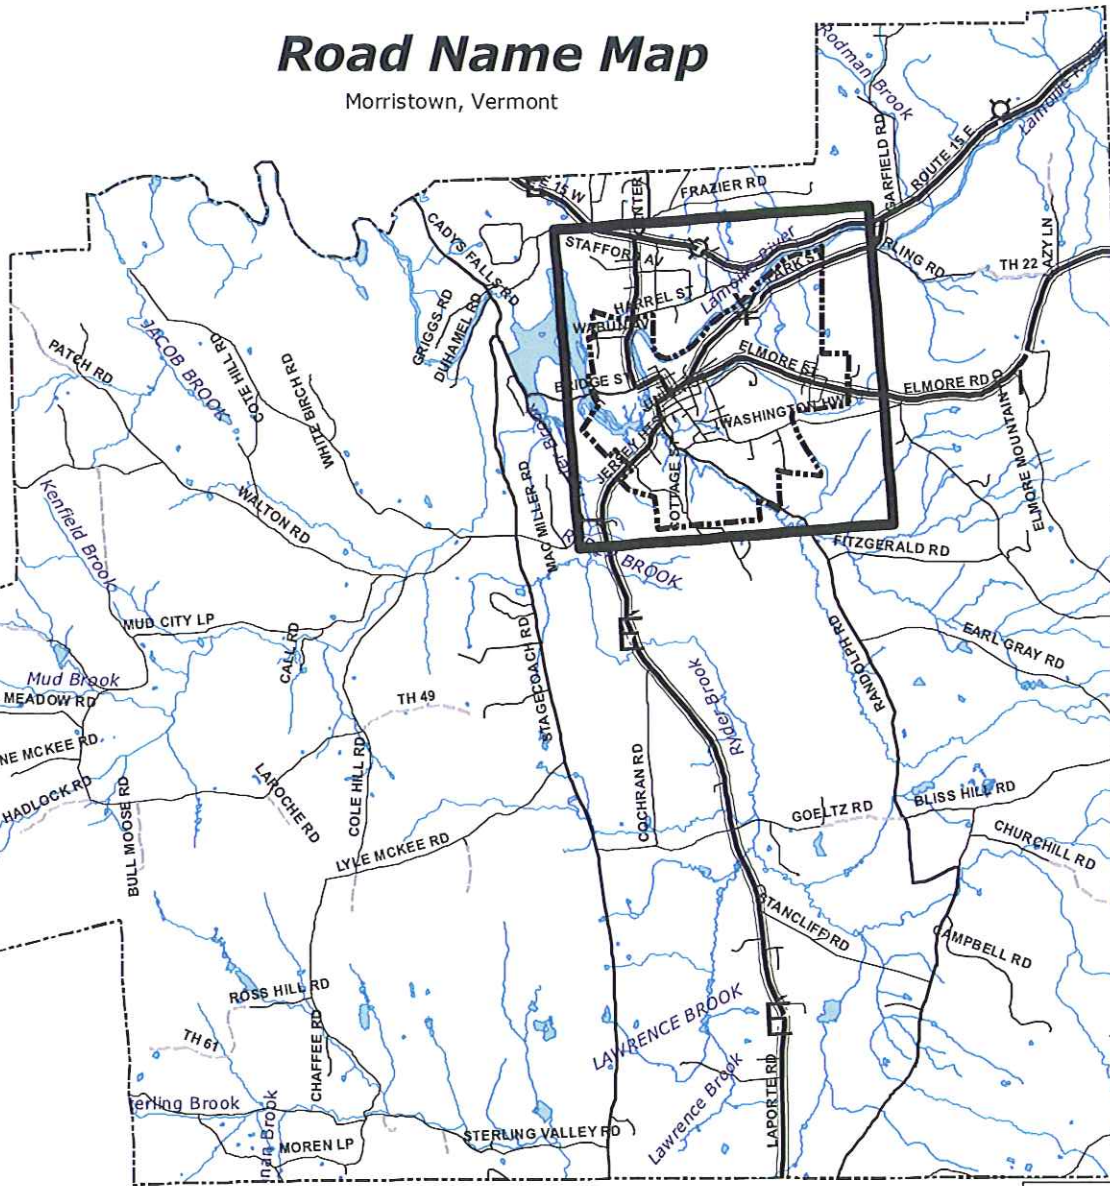 Road Name Map
Morristown, Vermont
Rodman Brook
GARFIELD RD
ROUTE 15 E
FRAZIER RD
15 W
CADYS FALLS RD
STAFFORD AV
Lamoille River
PARK ST
TH 22
HARREL ST
GRIGGS RD
DUHAMEL RD
JACOB BROOK
PATCH RD
COTE HILL RD
WHITE BIRCH RD
BRIDGE ST
ELMORE ST
ELMORE RD
WASHINGTON HW
ELMORE MOUNTAIN
COTTAGE ST
MAC MILLER RD
WALTON RD
Kenfield Brook
FITZGERALD RD
BROOK
MUD CITY LP
CALL RD
STAGECOACH RD
RANDOLPH RD
EARL GRAY RD
Mud Brook
MEADOW RD
TH 49
Ryder Brook
NE MCKEE RD
HADLOCK RD
BULL MOOSE RD
LAROCHE RD
COLE HILL RD
COCHRAN RD
GOELTZ RD
BLISS HILL RD
LYLE MCKEE RD
CHURCHILL RD
STANCLIFF RD
CAMPBELL RD
ROSS HILL RD
TH 61
CHAFFEE RD
LAWRENCE BROOK
Lawrence Brook
LAPORTE RD
erling Brook
nan Brook
MOREN LP
STERLING VALLEY RD